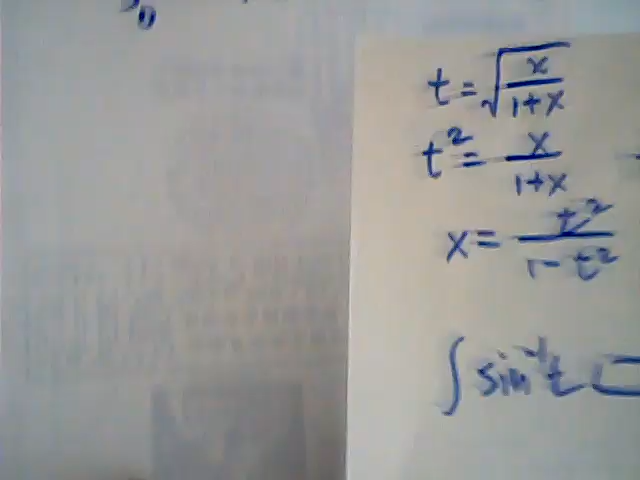 t = √(x/(1+x))
t² = x/(1+x)
x = t²/(1-t²)
∫ sin⁻¹t